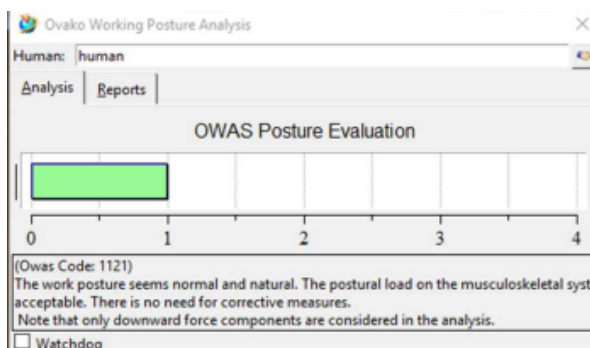 Ovako Working Posture Analysis
Human: human
Analysis Reports
OWAS Posture Evaluation
0 1 2 3 4
(Owas Code: 1121)
The work posture seems normal and natural. The postural load on the musculoskeletal syst
acceptable. There is no need for corrective measures.
Note that only downward force components are considered in the analysis.
Watchdog